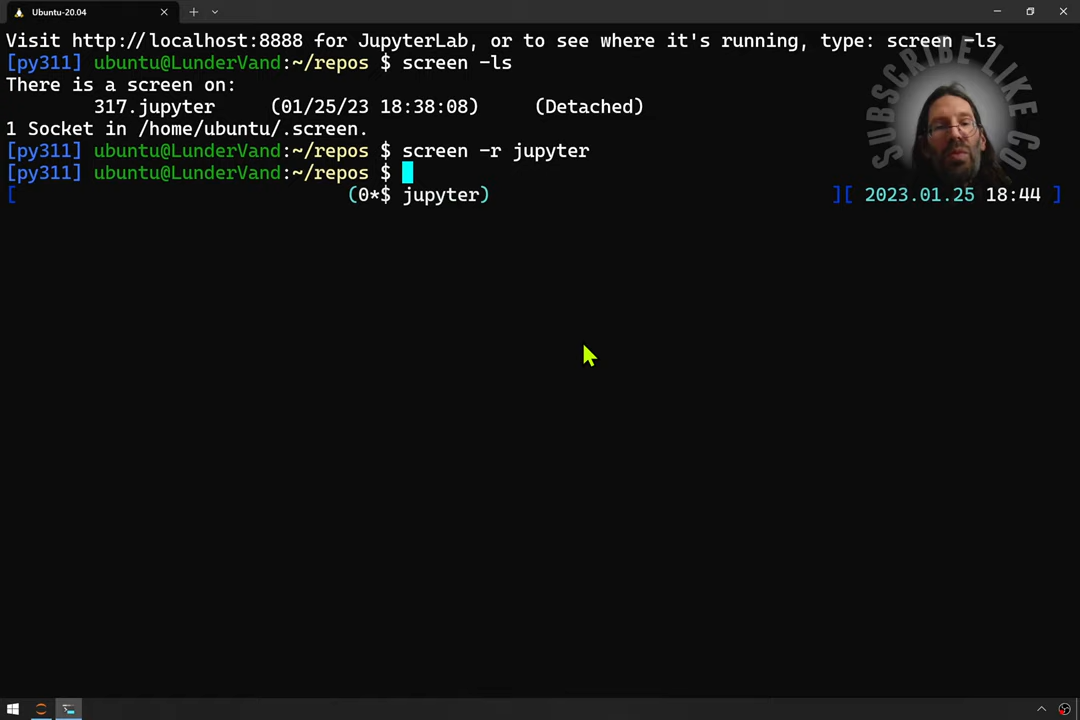 Ubuntu-20.04
Visit http://localhost:8888 for JupyterLab, or to see where it's running, type: screen -ls
[py311] ubuntu@LunderVand:~/repos $ screen -ls
There is a screen on:
317.jupyter (01/25/23 18:38:08) (Detached)
1 Socket in /home/ubuntu/.screen.
[py311] ubuntu@LunderVand:~/repos $ screen -r jupyter
[py311] ubuntu@LunderVand:~/repos $
[ (0*$ jupyter) ][ 2023.01.25 18:44 ]
SUBSCRIBE LIKE CO